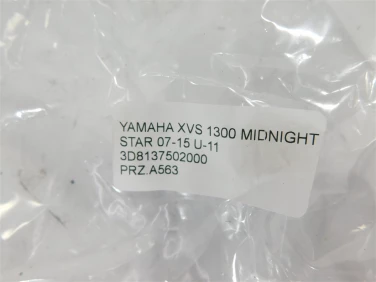 YAMAHA XVS 1300 MIDNIGHT
STAR 07-15 U-11
3D8137502000
PRZ.A563